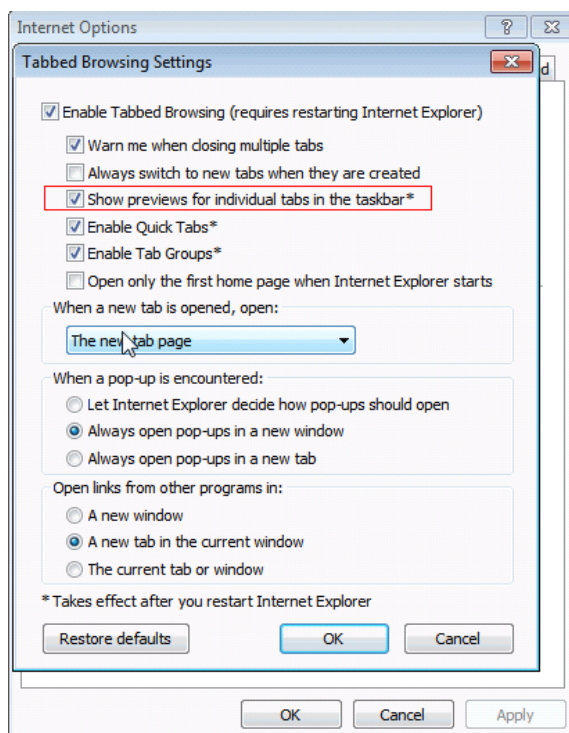 Internet Options
Tabbed Browsing Settings
d
Enable Tabbed Browsing (requires restarting Internet Explorer)
Warn me when closing multiple tabs
Always switch to new tabs when they are created
Show previews for individual tabs in the taskbar*
Enable Quick Tabs*
Enable Tab Groups*
Open only the first home page when Internet Explorer starts
When a new tab is opened, open:
The new tab page
When a pop-up is encountered:
Let Internet Explorer decide how pop-ups should open
Always open pop-ups in a new window
Always open pop-ups in a new tab
Open links from other programs in:
A new window
A new tab in the current window
The current tab or window
* Takes effect after you restart Internet Explorer
Restore defaults OK Cancel
OK Cancel Apply